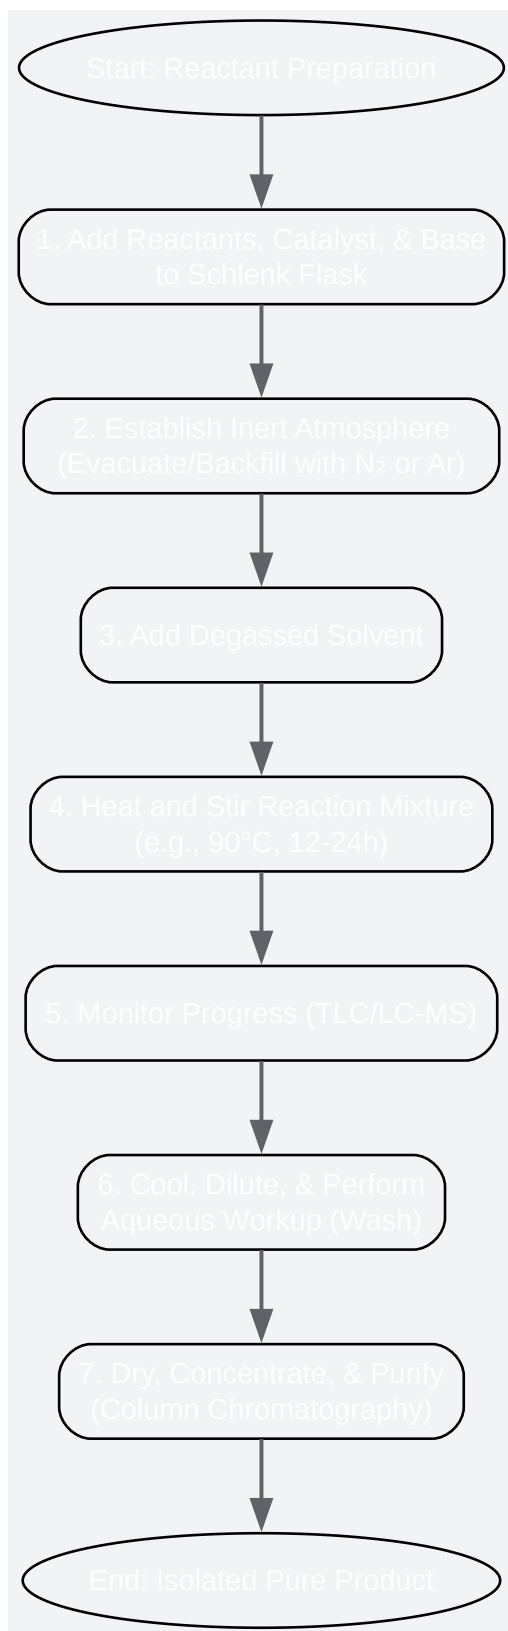 Start: Reactant Preparation
1. Add Reactants, Catalyst, & Base
to Schlenk Flask
2. Establish Inert Atmosphere
(Evacuate/Backfill with N₂ or Ar)
3. Add Degassed Solvent
4. Heat and Stir Reaction Mixture
(e.g., 90°C, 12-24h)
5. Monitor Progress (TLC/LC-MS)
6. Cool, Dilute, & Perform
Aqueous Workup (Wash)
7. Dry, Concentrate, & Purify
(Column Chromatography)
End: Isolated Pure Product